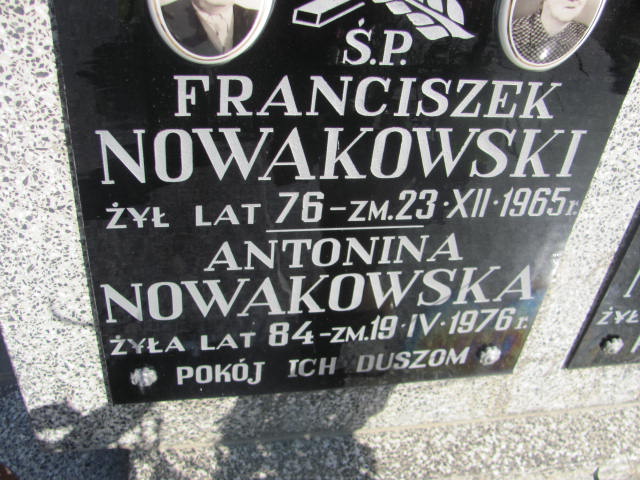 Ś.P.
FRANCISZEK
NOWAKOWSKI
ŻYŁ LAT 76 - ZM. 23·XII·1965 r.
ANTONINA
NOWAKOWSKA
ŻYŁA LAT 84 - ZM. 19·IV·1976 r.
POKÓJ ICH DUSZOM